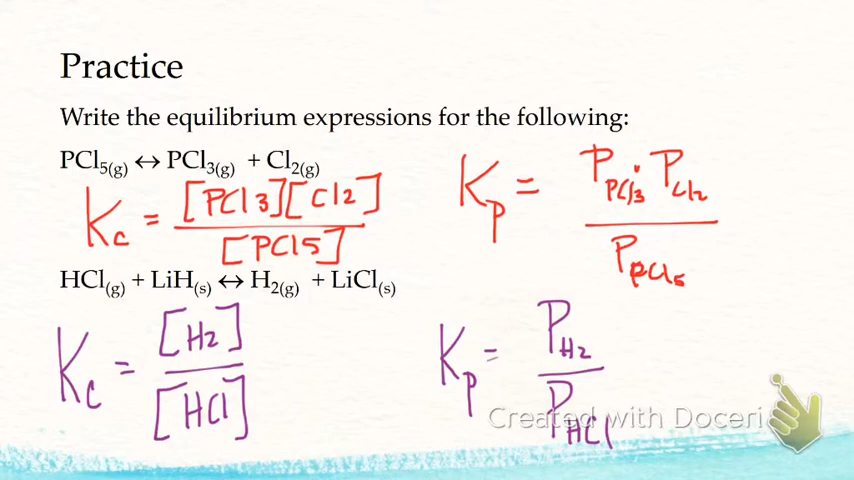 Practice
Write the equilibrium expressions for the following:
PCl5(g) ↔ PCl3(g) + Cl2(g)
Kc = [PCl3][Cl2] / [PCl5]
Kp = PPCl3 · PCl2 / PPCl5
HCl(g) + LiH(s) ↔ H2(g) + LiCl(s)
Kc = [H2] / [HCl]
Kp = PH2 / PHCl
Created with Doceri